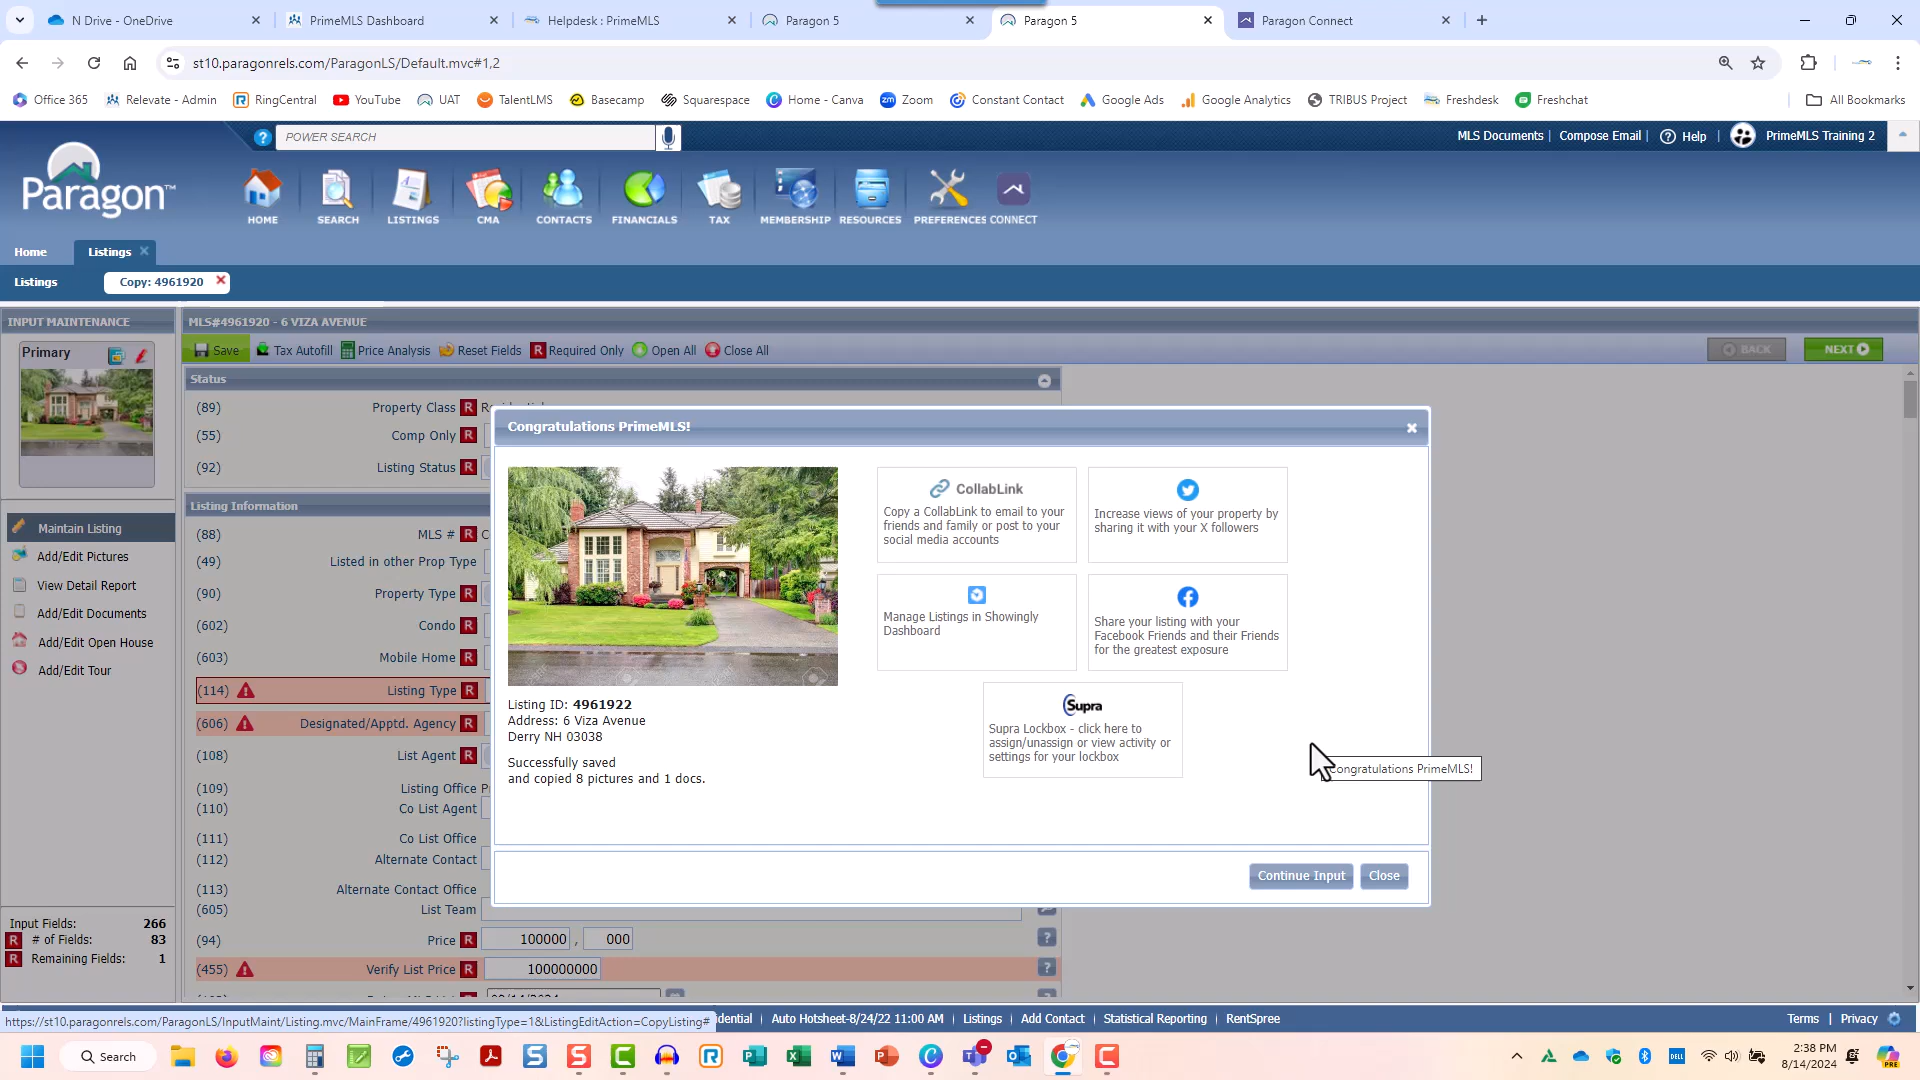 N Drive - OneDrive
PrimeMLS Dashboard
Helpdesk : PrimeMLS
Paragon 5
Paragon 5
Paragon Connect
st10.paragonrels.com/ParagonLS/Default.mvc#1,2
Office 365
Relevate - Admin
RingCentral
YouTube
UAT
TalentLMS
Basecamp
Squarespace
Home - Canva
Zoom
Constant Contact
Google Ads
Google Analytics
TRIBUS Project
Freshdesk
Freshchat
All Bookmarks
POWER SEARCH
MLS Documents | Compose Email | Help | PrimeMLS Training 2
Paragon™
HOME
SEARCH
LISTINGS
CMA
CONTACTS
FINANCIALS
TAX
MEMBERSHIP
RESOURCES
PREFERENCES
CONNECT
Home
Listings
Listings
Copy: 4961920
INPUT MAINTENANCE
MLS#4961920 - 6 VIZA AVENUE
Primary
Save
Tax Autofill
Price Analysis
Reset Fields
R Required Only
Open All
Close All
BACK
NEXT
Status
(89) Property Class R
(55) Comp Only R
(92) Listing Status R
Listing Information
(88) MLS # R
(49) Listed in other Prop Type
(90) Property Type R
(602) Condo R
(603) Mobile Home R
(114) Listing Type R
(606) Designated/Apptd. Agency R
(108) List Agent R
(109) Listing Office
(110) Co List Agent
(111) Co List Office
(112) Alternate Contact
(113) Alternate Contact Office
(605) List Team
(94) Price R 100000 , 000 ?
(455) Verify List Price R 100000000 ?
Maintain Listing
Add/Edit Pictures
View Detail Report
Add/Edit Documents
Add/Edit Open House
Add/Edit Tour
Input Fields: 266
R # of Fields: 83
R Remaining Fields: 1
Congratulations PrimeMLS!
CollabLink
Copy a CollabLink to email to your
friends and family or post to your
social media accounts
Increase views of your property by
sharing it with your X followers
Manage Listings in Showingly
Dashboard
Share your listing with your
Facebook Friends and their Friends
for the greatest exposure
Supra
Supra Lockbox - click here to
assign/unassign or view activity or
settings for your lockbox
Listing ID: 4961922
Address: 6 Viza Avenue
Derry NH 03038
Successfully saved
and copied 8 pictures and 1 docs.
Congratulations PrimeMLS!
Continue Input
Close
https://st10.paragonrels.com/ParagonLS/InputMaint/Listing.mvc/MainFrame/4961920?listingType=1&ListingEditAction=CopyListing#
| Auto Hotsheet-8/24/22 11:00 AM | Listings | Add Contact | Statistical Reporting | RentSpree
Terms | Privacy
Search
2:38 PM
8/14/2024